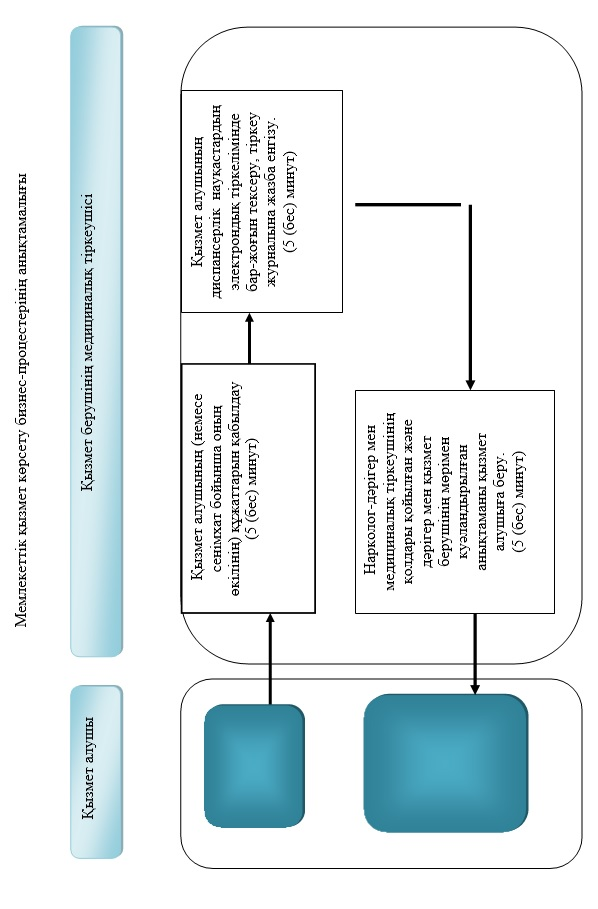 Мемлекеттік қызмет көрсету бизнес-процестерінің анықтамалығы
Қызмет алушы
Қызмет берушінің медициналық тіркеушісі
Қызмет алушының (немесе
сенімхат бойынша оның
өкілінің) құжаттарын қабылдау
(5 (бес) минут)
Қызмет алушының
диспансерлік науқастардың
электрондық тіркелімінде
бар-жоғын тексеру, тіркеу
журналына жазба енгізу.
(5 (бес) минут)
Нарколог-дәрігер мен
медициналық тіркеушінің
қолдары қойылған және
дәрігер мен қызмет
берушінің мөрімен
куәландырылған
анықтаманы қызмет
алушыға беру.
(5 (бес) минут)